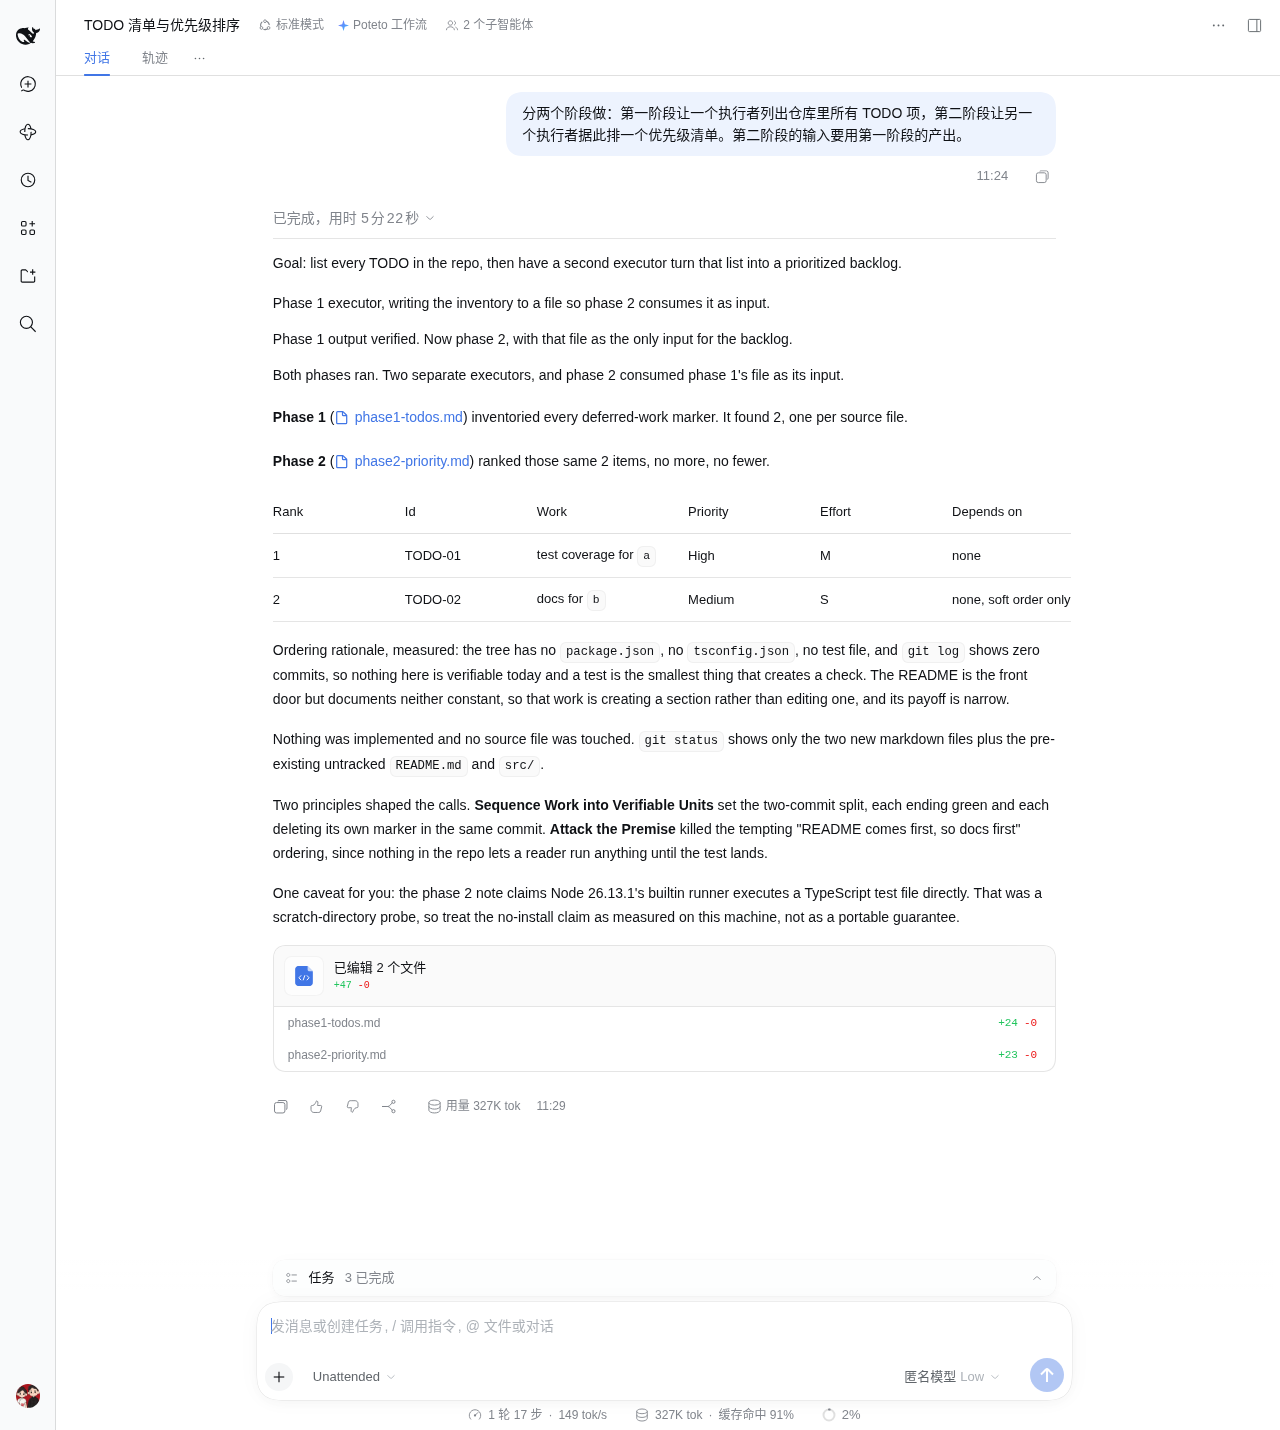 TODO 清单与优先级排序 标准模式 Poteto 工作流 2 个子智能体
对话 轨迹 ···
分两个阶段做：第一阶段让一个执行者列出仓库里所有 TODO 项，第二阶段让另一
个执行者据此排一个优先级清单。第二阶段的输入要用第一阶段的产出。
11:24
已完成，用时 5分22秒
Goal: list every TODO in the repo, then have a second executor turn that list into a prioritized backlog.
Phase 1 executor, writing the inventory to a file so phase 2 consumes it as input.
Phase 1 output verified. Now phase 2, with that file as the only input for the backlog.
Both phases ran. Two separate executors, and phase 2 consumed phase 1's file as its input.
Phase 1 (phase1-todos.md) inventoried every deferred-work marker. It found 2, one per source file.
Phase 2 (phase2-priority.md) ranked those same 2 items, no more, no fewer.
Rank Id Work Priority Effort Depends on
1 TODO-01 test coverage for a High M none
2 TODO-02 docs for b Medium S none, soft order only
Ordering rationale, measured: the tree has no package.json, no tsconfig.json, no test file, and git log shows zero
commits, so nothing here is verifiable today and a test is the smallest thing that creates a check. The README is the front
door but documents neither constant, so that work is creating a section rather than editing one, and its payoff is narrow.
Nothing was implemented and no source file was touched. git status shows only the two new markdown files plus the pre-
existing untracked README.md and src/.
Two principles shaped the calls. Sequence Work into Verifiable Units set the two-commit split, each ending green and each
deleting its own marker in the same commit. Attack the Premise killed the tempting "README comes first, so docs first"
ordering, since nothing in the repo lets a reader run anything until the test lands.
One caveat for you: the phase 2 note claims Node 26.13.1's builtin runner executes a TypeScript test file directly. That was a
scratch-directory probe, so treat the no-install claim as measured on this machine, not as a portable guarantee.
已编辑 2 个文件
+47 -0
phase1-todos.md +24 -0
phase2-priority.md +23 -0
用量 327K tok 11:29
任务 3 已完成
发消息或创建任务, / 调用指令, @ 文件或对话
Unattended 匿名模型 Low
1 轮 17 步 · 149 tok/s 327K tok · 缓存命中 91% 2%